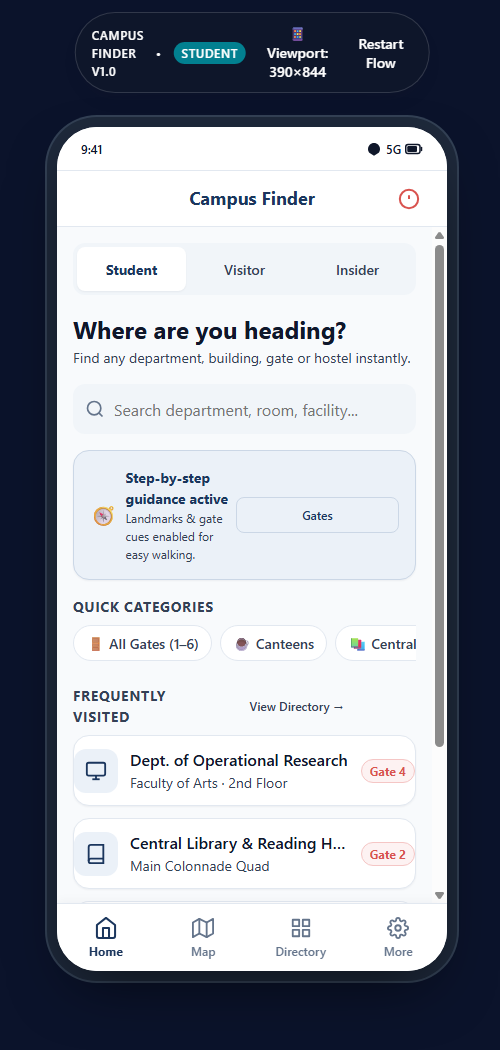 CAMPUS
FINDER
V1.0
•
STUDENT
Viewport:
390×844
Restart
Flow
9:41
5G
Campus Finder
Student
Visitor
Insider
Where are you heading?
Find any department, building, gate or hostel instantly.
Search department, room, facility...
Step-by-step
guidance active
Landmarks & gate
cues enabled for
easy walking.
Gates
QUICK CATEGORIES
All Gates (1–6)
Canteens
Central
FREQUENTLY
VISITED
View Directory →
Dept. of Operational Research
Faculty of Arts · 2nd Floor
Gate 4
Central Library & Reading H...
Main Colonnade Quad
Gate 2
Home
Map
Directory
More